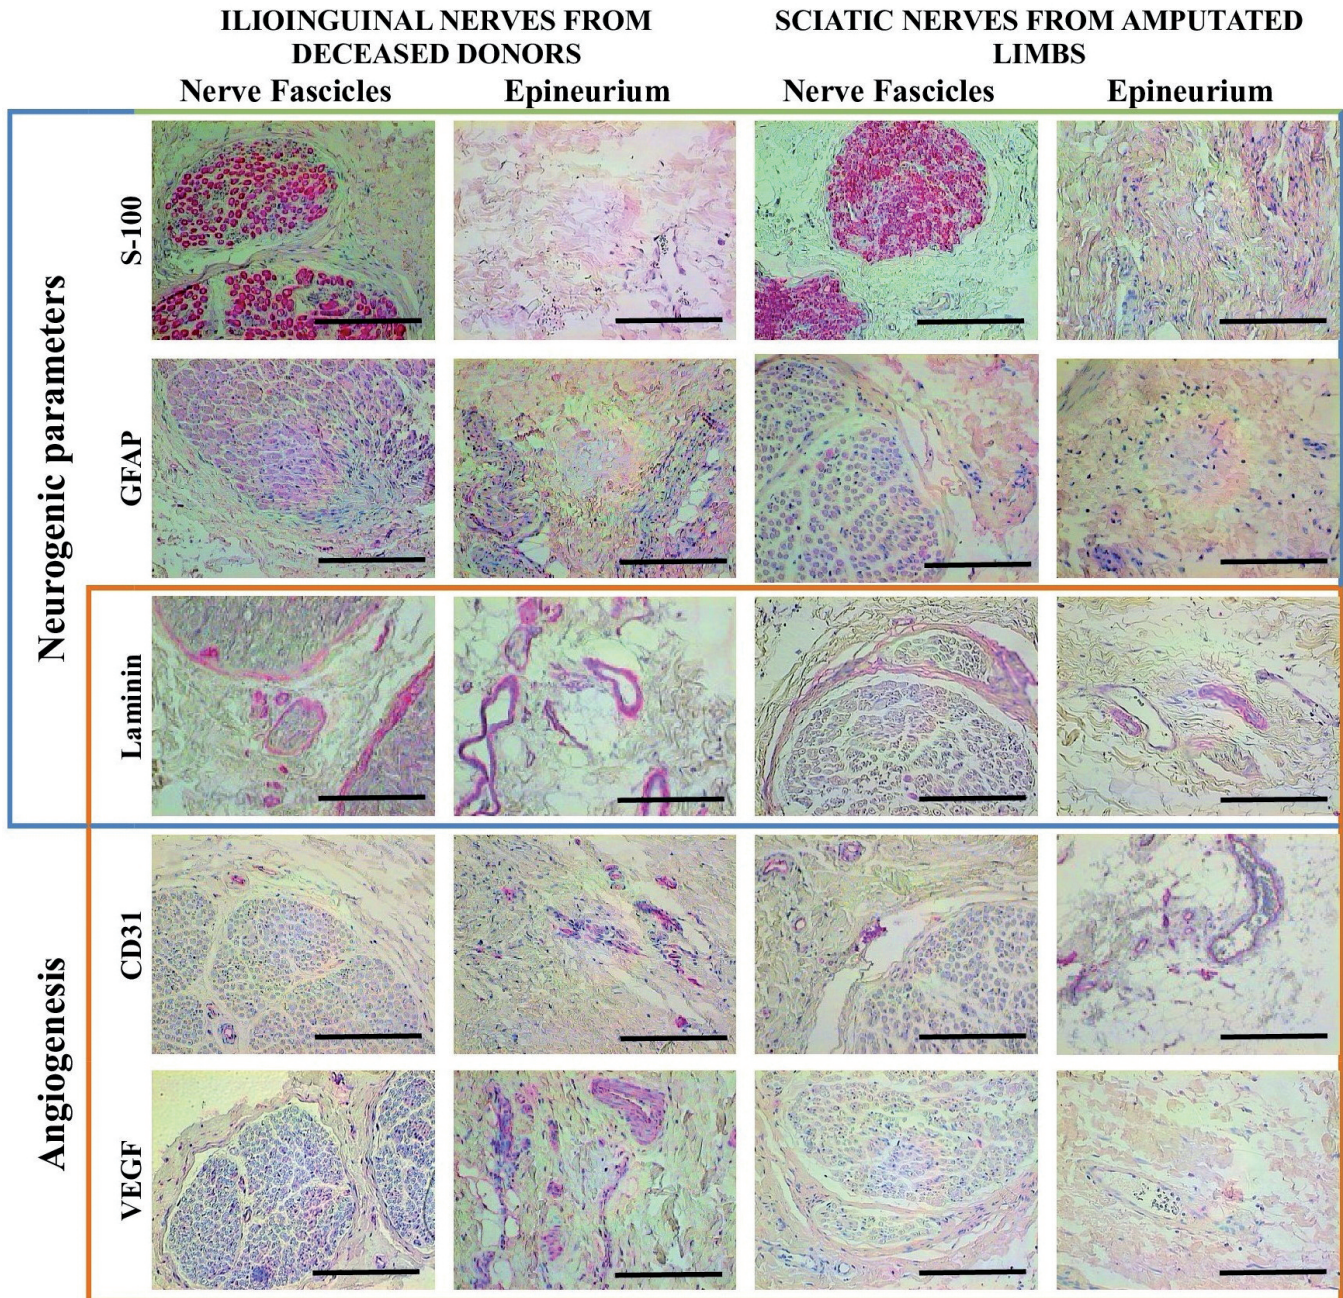 ILIOINGUINAL NERVES FROM
DECEASED DONORS
SCIATIC NERVES FROM AMPUTATED
LIMBS
Nerve Fascicles
Epineurium
Nerve Fascicles
Epineurium
Neurogenic parameters
S-100
GFAP
Laminin
Angiogenesis
CD31
VEGF